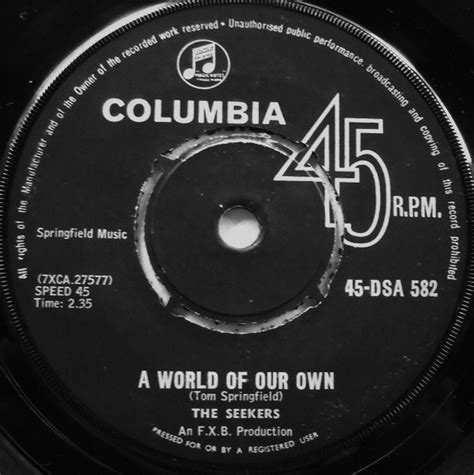 All rights of the Manufacturer and of the Owner of the recorded work reserved • Unauthorised public performance, broadcasting and copying of this record prohibited
COLUMBIA
45 R.P.M.
Springfield Music
(7XCA.27577)
SPEED 45
Time: 2.35
45-DSA 582
A WORLD OF OUR OWN
(Tom Springfield)
THE SEEKERS
An F.X.B. Production
PRESSED FOR OR BY A REGISTERED USER